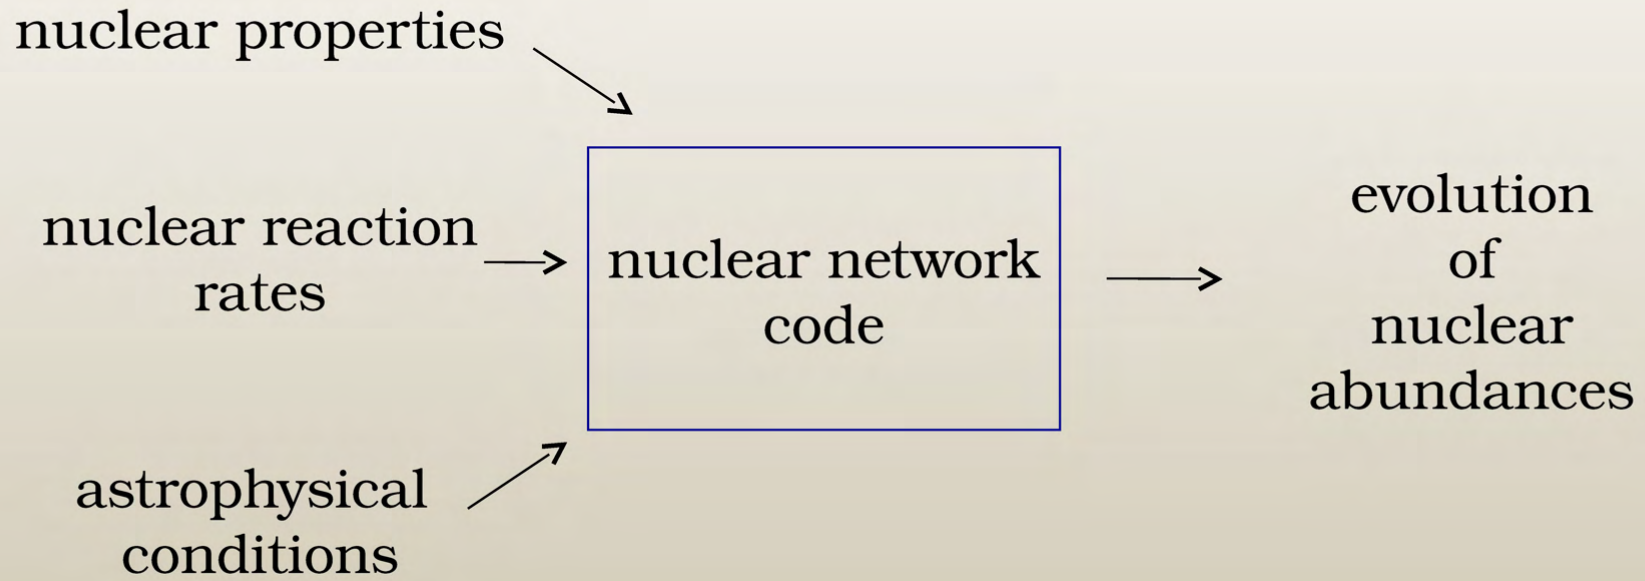 nuclear properties
nuclear reaction
rates
astrophysical
conditions
nuclear network
code
evolution
of
nuclear
abundances